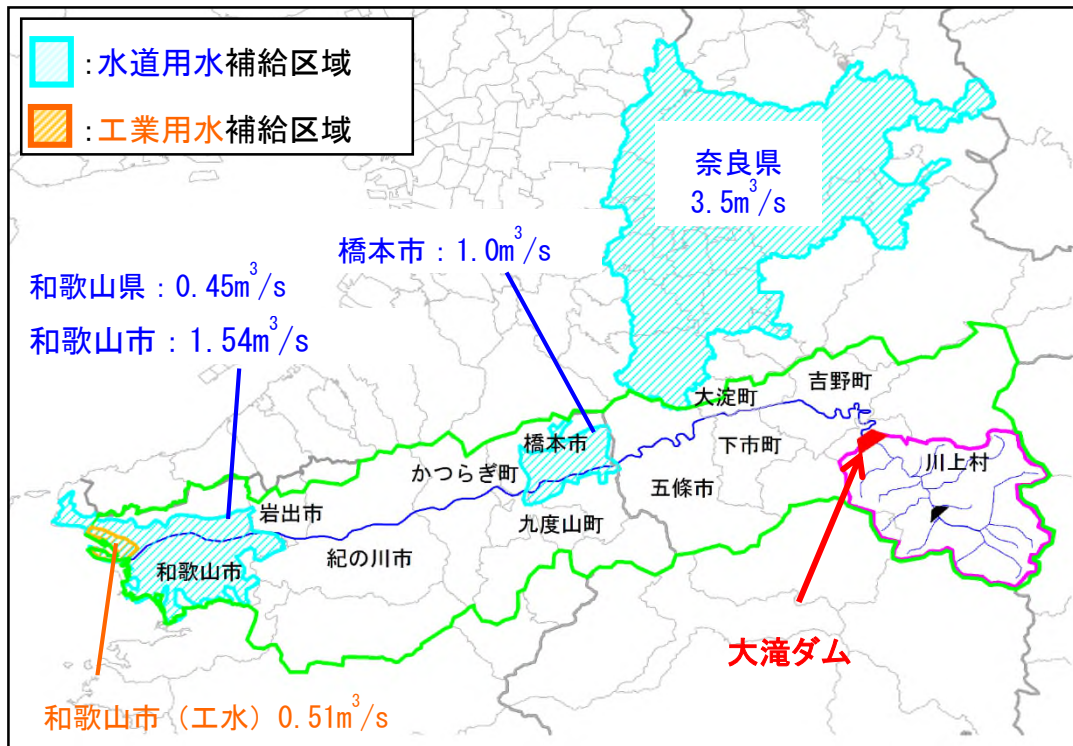 ：水道用水補給区域
：工業用水補給区域
奈良県
3.5m³/s
橋本市：1.0m³/s
和歌山県：0.45m³/s
和歌山市：1.54m³/s
吉野町
大淀町
橋本市
下市町
川上村
かつらぎ町
五條市
岩出市
九度山町
紀の川市
和歌山市
大滝ダム
和歌山市（工水）0.51m³/s